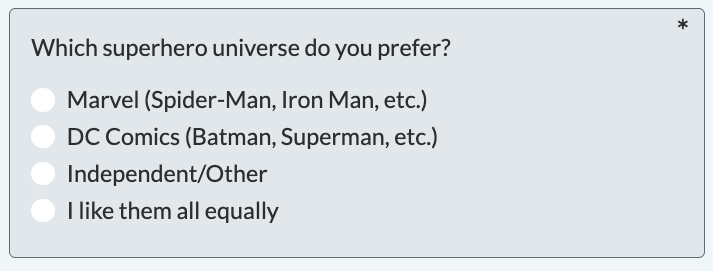 *
Which superhero universe do you prefer?
Marvel (Spider-Man, Iron Man, etc.)
DC Comics (Batman, Superman, etc.)
Independent/Other
I like them all equally